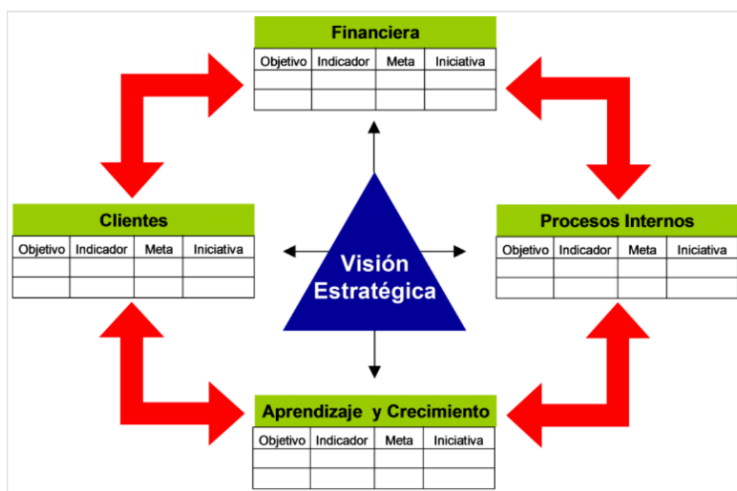 Financiera
Objetivo Indicador Meta Iniciativa
Clientes
Objetivo Indicador Meta Iniciativa
Visión
Estratégica
Procesos Internos
Objetivo Indicador Meta Iniciativa
Aprendizaje y Crecimiento
Objetivo Indicador Meta Iniciativa